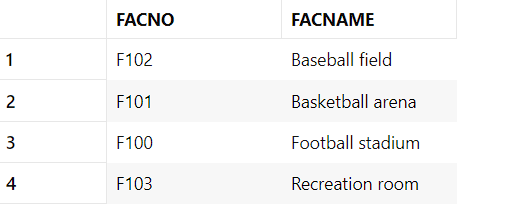 FACNO FACNAME
1 F102 Baseball field
2 F101 Basketball arena
3 F100 Football stadium
4 F103 Recreation room